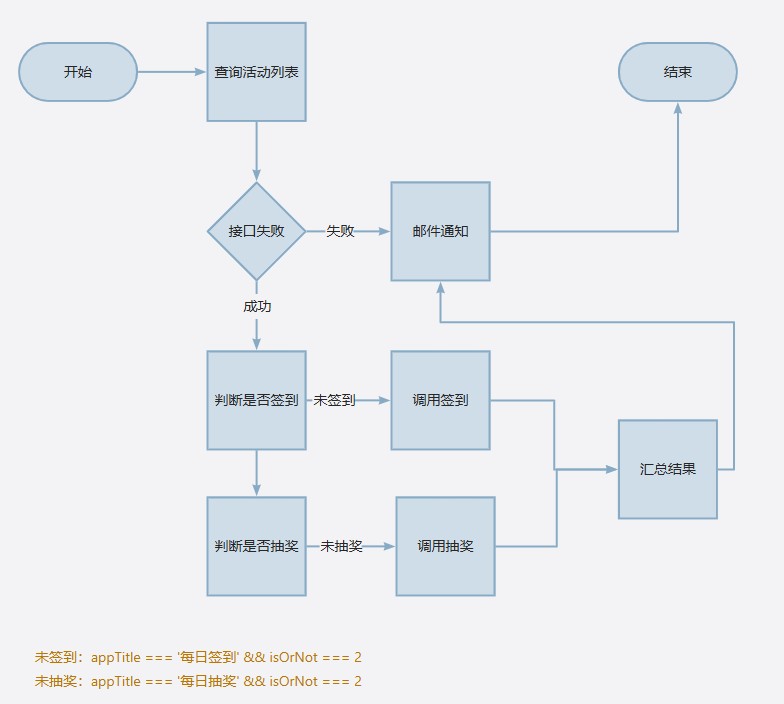 开始
查询活动列表
结束
接口失败
失败
邮件通知
成功
判断是否签到
未签到
调用签到
汇总结果
判断是否抽奖
未抽奖
调用抽奖
未签到：appTitle === '每日签到' && isOrNot === 2
未抽奖：appTitle === '每日抽奖' && isOrNot === 2